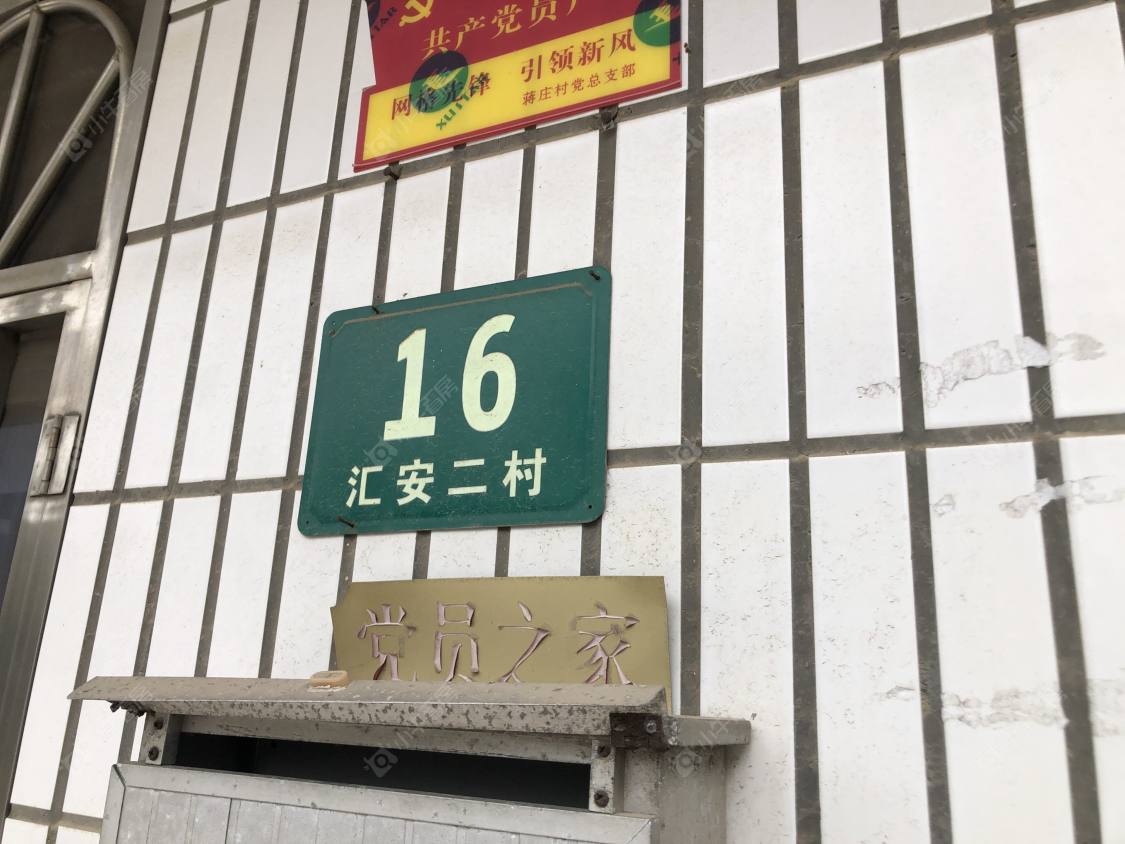 共产党员户
网格先锋 引领新风
蒋庄村党总支部
16
汇安二村
党员之家